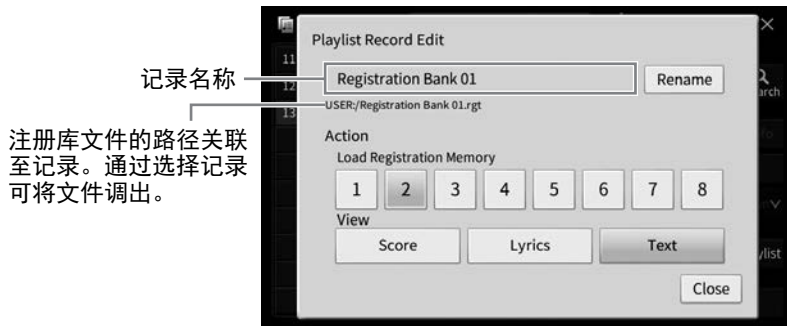 Playlist Record Edit
记录名称
Registration Bank 01
Rename
USER:/Registration Bank 01.rgt
注册库文件的路径关联
至记录。通过选择记录
可将文件调出。
Action
Load Registration Memory
1 2 3 4 5 6 7 8
View
Score Lyrics Text
Close
11
12
13
arch
ylist